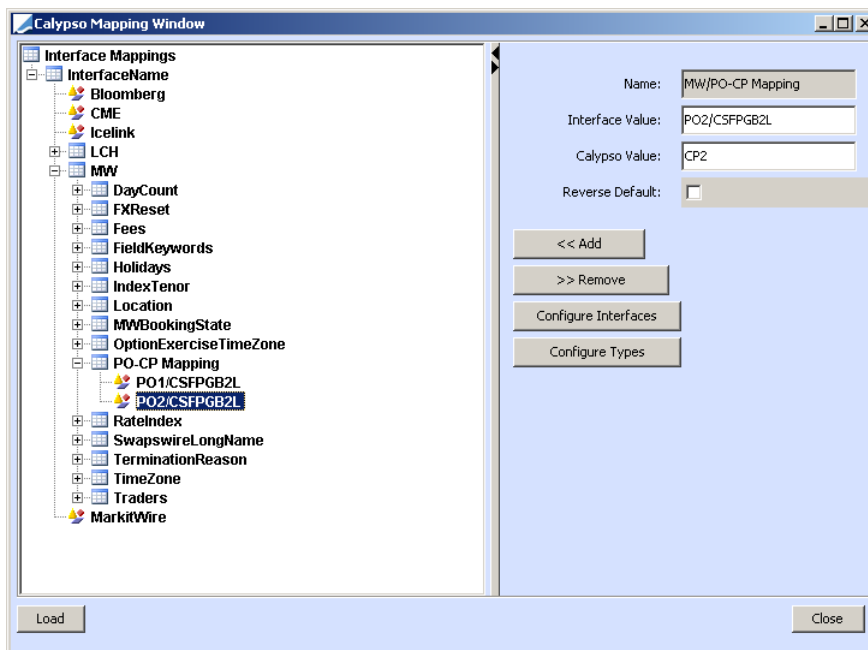 Calypso Mapping Window
Interface Mappings
InterfaceName
Bloomberg
CME
Icelink
LCH
MW
DayCount
FXReset
Fees
FieldKeywords
Holidays
IndexTenor
Location
MWBookingState
OptionExerciseTimeZone
PO-CP Mapping
PO1/CSFPGB2L
PO2/CSFPGB2L
RateIndex
SwapswireLongName
TerminationReason
TimeZone
Traders
MarkitWire
Name: MW/PO-CP Mapping
Interface Value: PO2/CSFPGB2L
Calypso Value: CP2
Reverse Default:
<< Add
>> Remove
Configure Interfaces
Configure Types
Load
Close